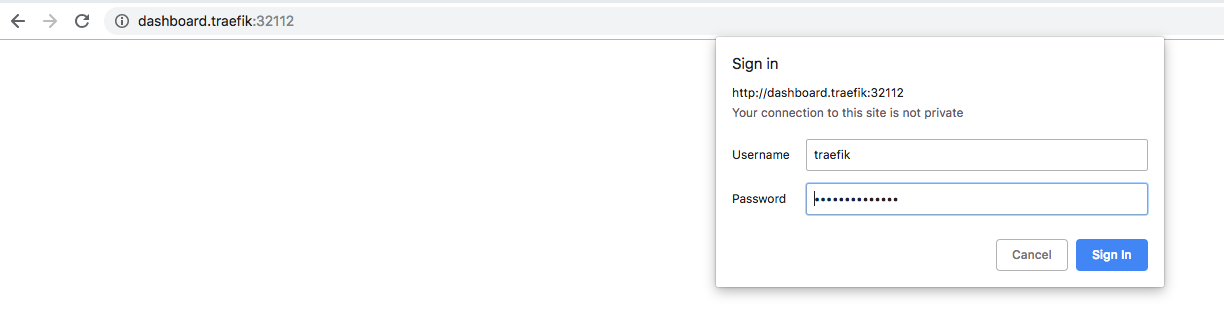 dashboard.traefik:32112
Sign in
http://dashboard.traefik:32112
Your connection to this site is not private
Username traefik
Password ••••••••••••••
Cancel Sign In